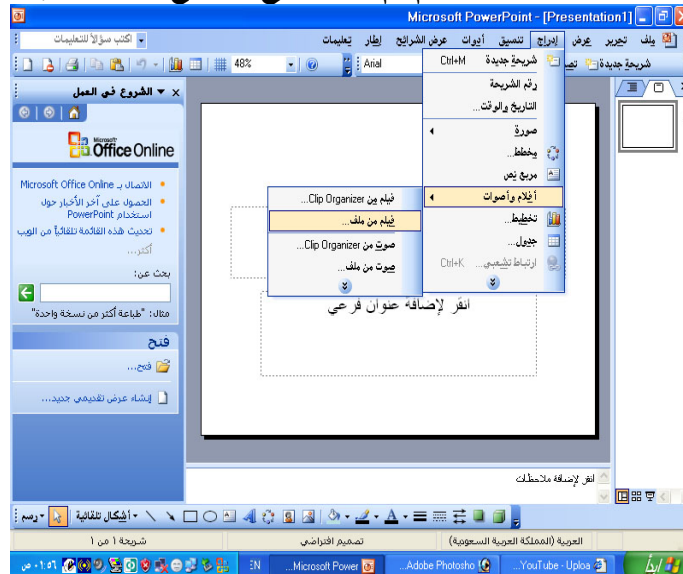 Microsoft PowerPoint - [Presentation1]
ملف تحرير عرض إدراج تنسيق أدوات عرض الشرائح إطار تعليمات
اكتب سؤالاً للتعليمات
شريحة جديدة
48%
Arial
شريحة جديدة Ctrl+M
رقم الشريحة
التاريخ والوقت...
صورة
مخطط...
مربع نص
أفلام وأصوات
تخطيط...
جدول...
ارتباط تشعبي... Ctrl+K
فيلم من Clip Organizer...
فيلم من ملف...
صوت من Clip Organizer...
صوت من ملف...
الشروع في العمل
Microsoft
Office Online
الاتصال بـ Microsoft Office Online
الحصول على آخر الأخبار حول
استخدام PowerPoint
تحديث هذه القائمة تلقائياً من الويب
أكثر...
بحث عن:
مثال: "طباعة أكثر من نسخة واحدة"
فتح
فتح...
إنشاء عرض تقديمي جديد...
انقر لإضافة عنوان فرعي
انقر لإضافة ملاحظات
رسم
أشكال تلقائية
شريحة ١ من ١
تصميم افتراضي
العربية (المملكة العربية السعودية)
ابدأ
YouTube - Uploa...
Adobe Photosho...
Microsoft Power...
EN
٠١:٥٦ ص